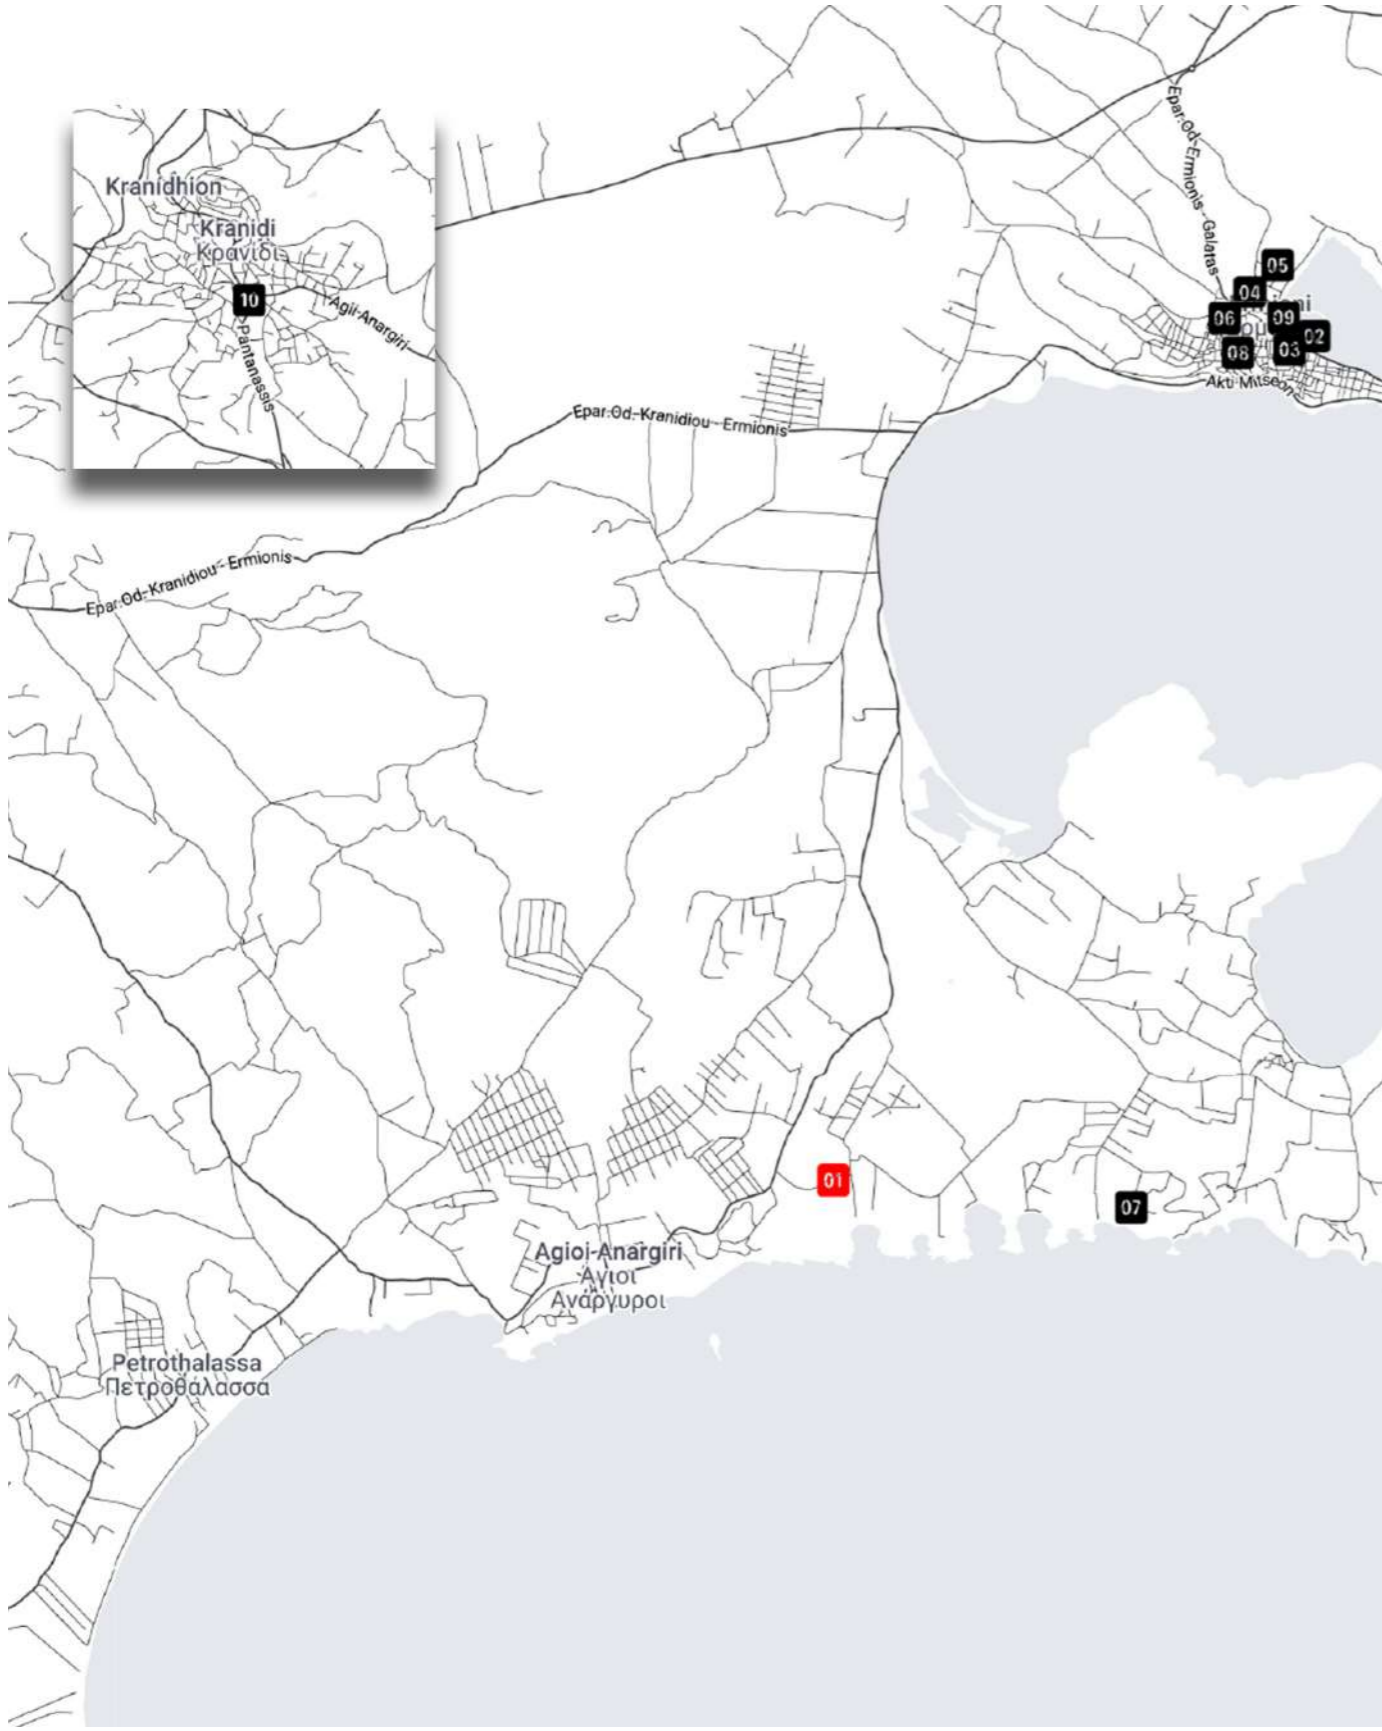 Epar.Od. Ermionis - Galatas
Kranidhion
Kranidi
Κρανίδι
10
Agii-Anargiri
Pantanassis
05
04
06
09
02
08
03
Akti Mitseon
Epar.Od. Kranidiou - Ermionis
Epar.Od. Kranidiou - Ermionis
01
07
Agioi-Anargiri
Άγιοι
Ανάργυροι
Petrothalassa
Πετροθάλασσα